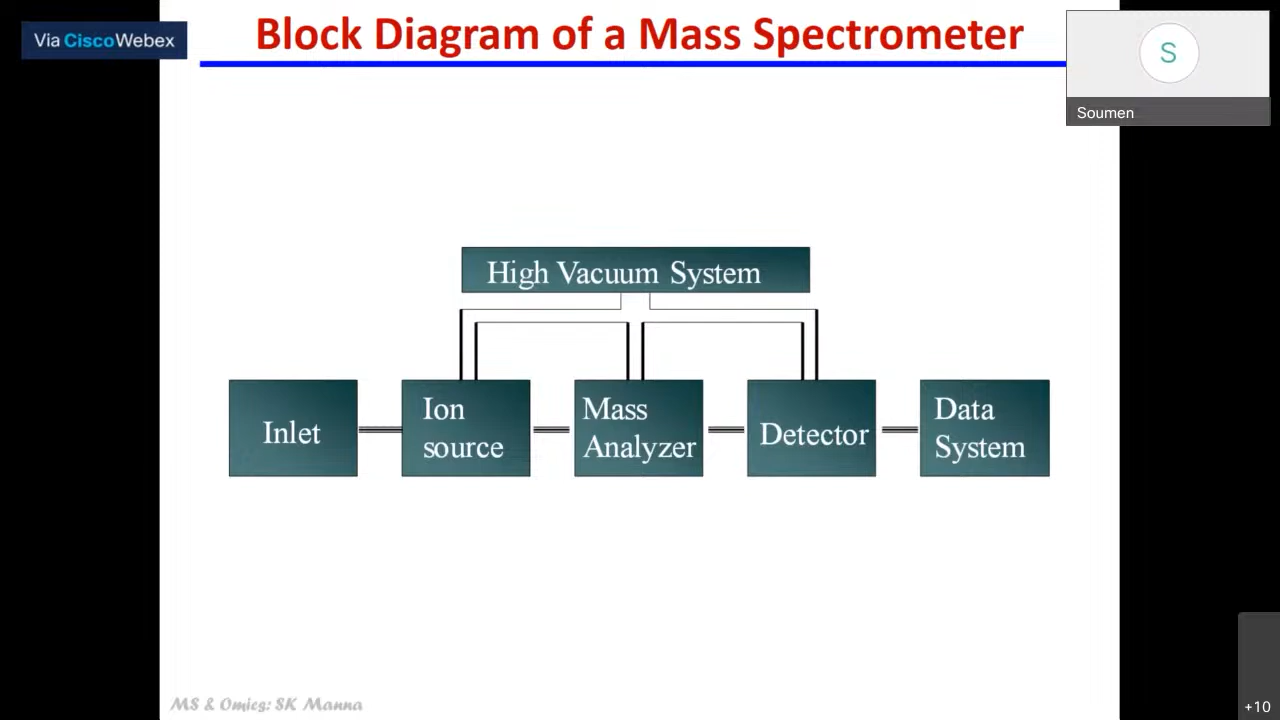 Via CiscoWebex
Block Diagram of a Mass Spectrometer
S
Soumen
High Vacuum System
Inlet
Ion
source
Mass
Analyzer
Detector
Data
System
MS & Omics: SK Manna
+10